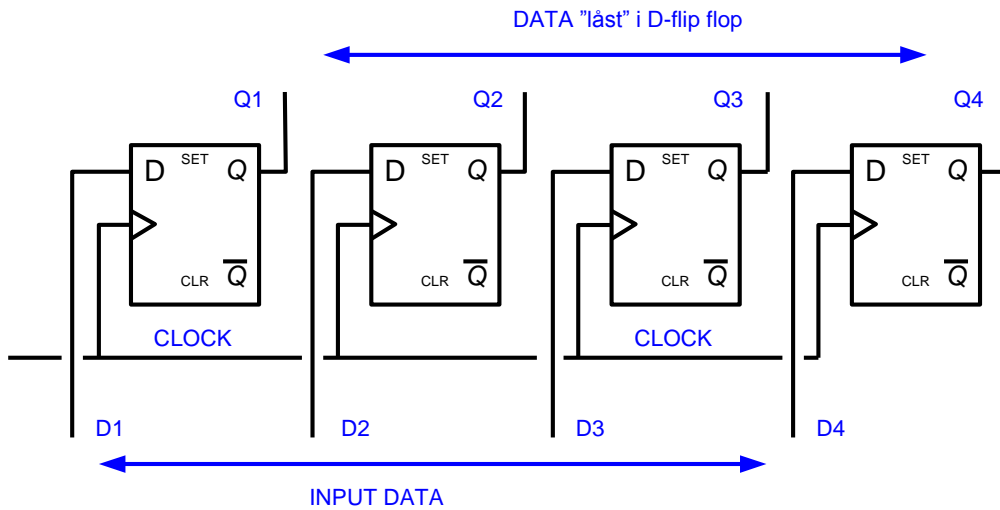 DATA ”låst” i D-flip flop
Q1 Q2 Q3 Q4
D SET Q D SET Q D SET Q D SET Q
CLR Q̅ CLR Q̅ CLR Q̅ CLR Q̅
CLOCK CLOCK
D1 D2 D3 D4
INPUT DATA